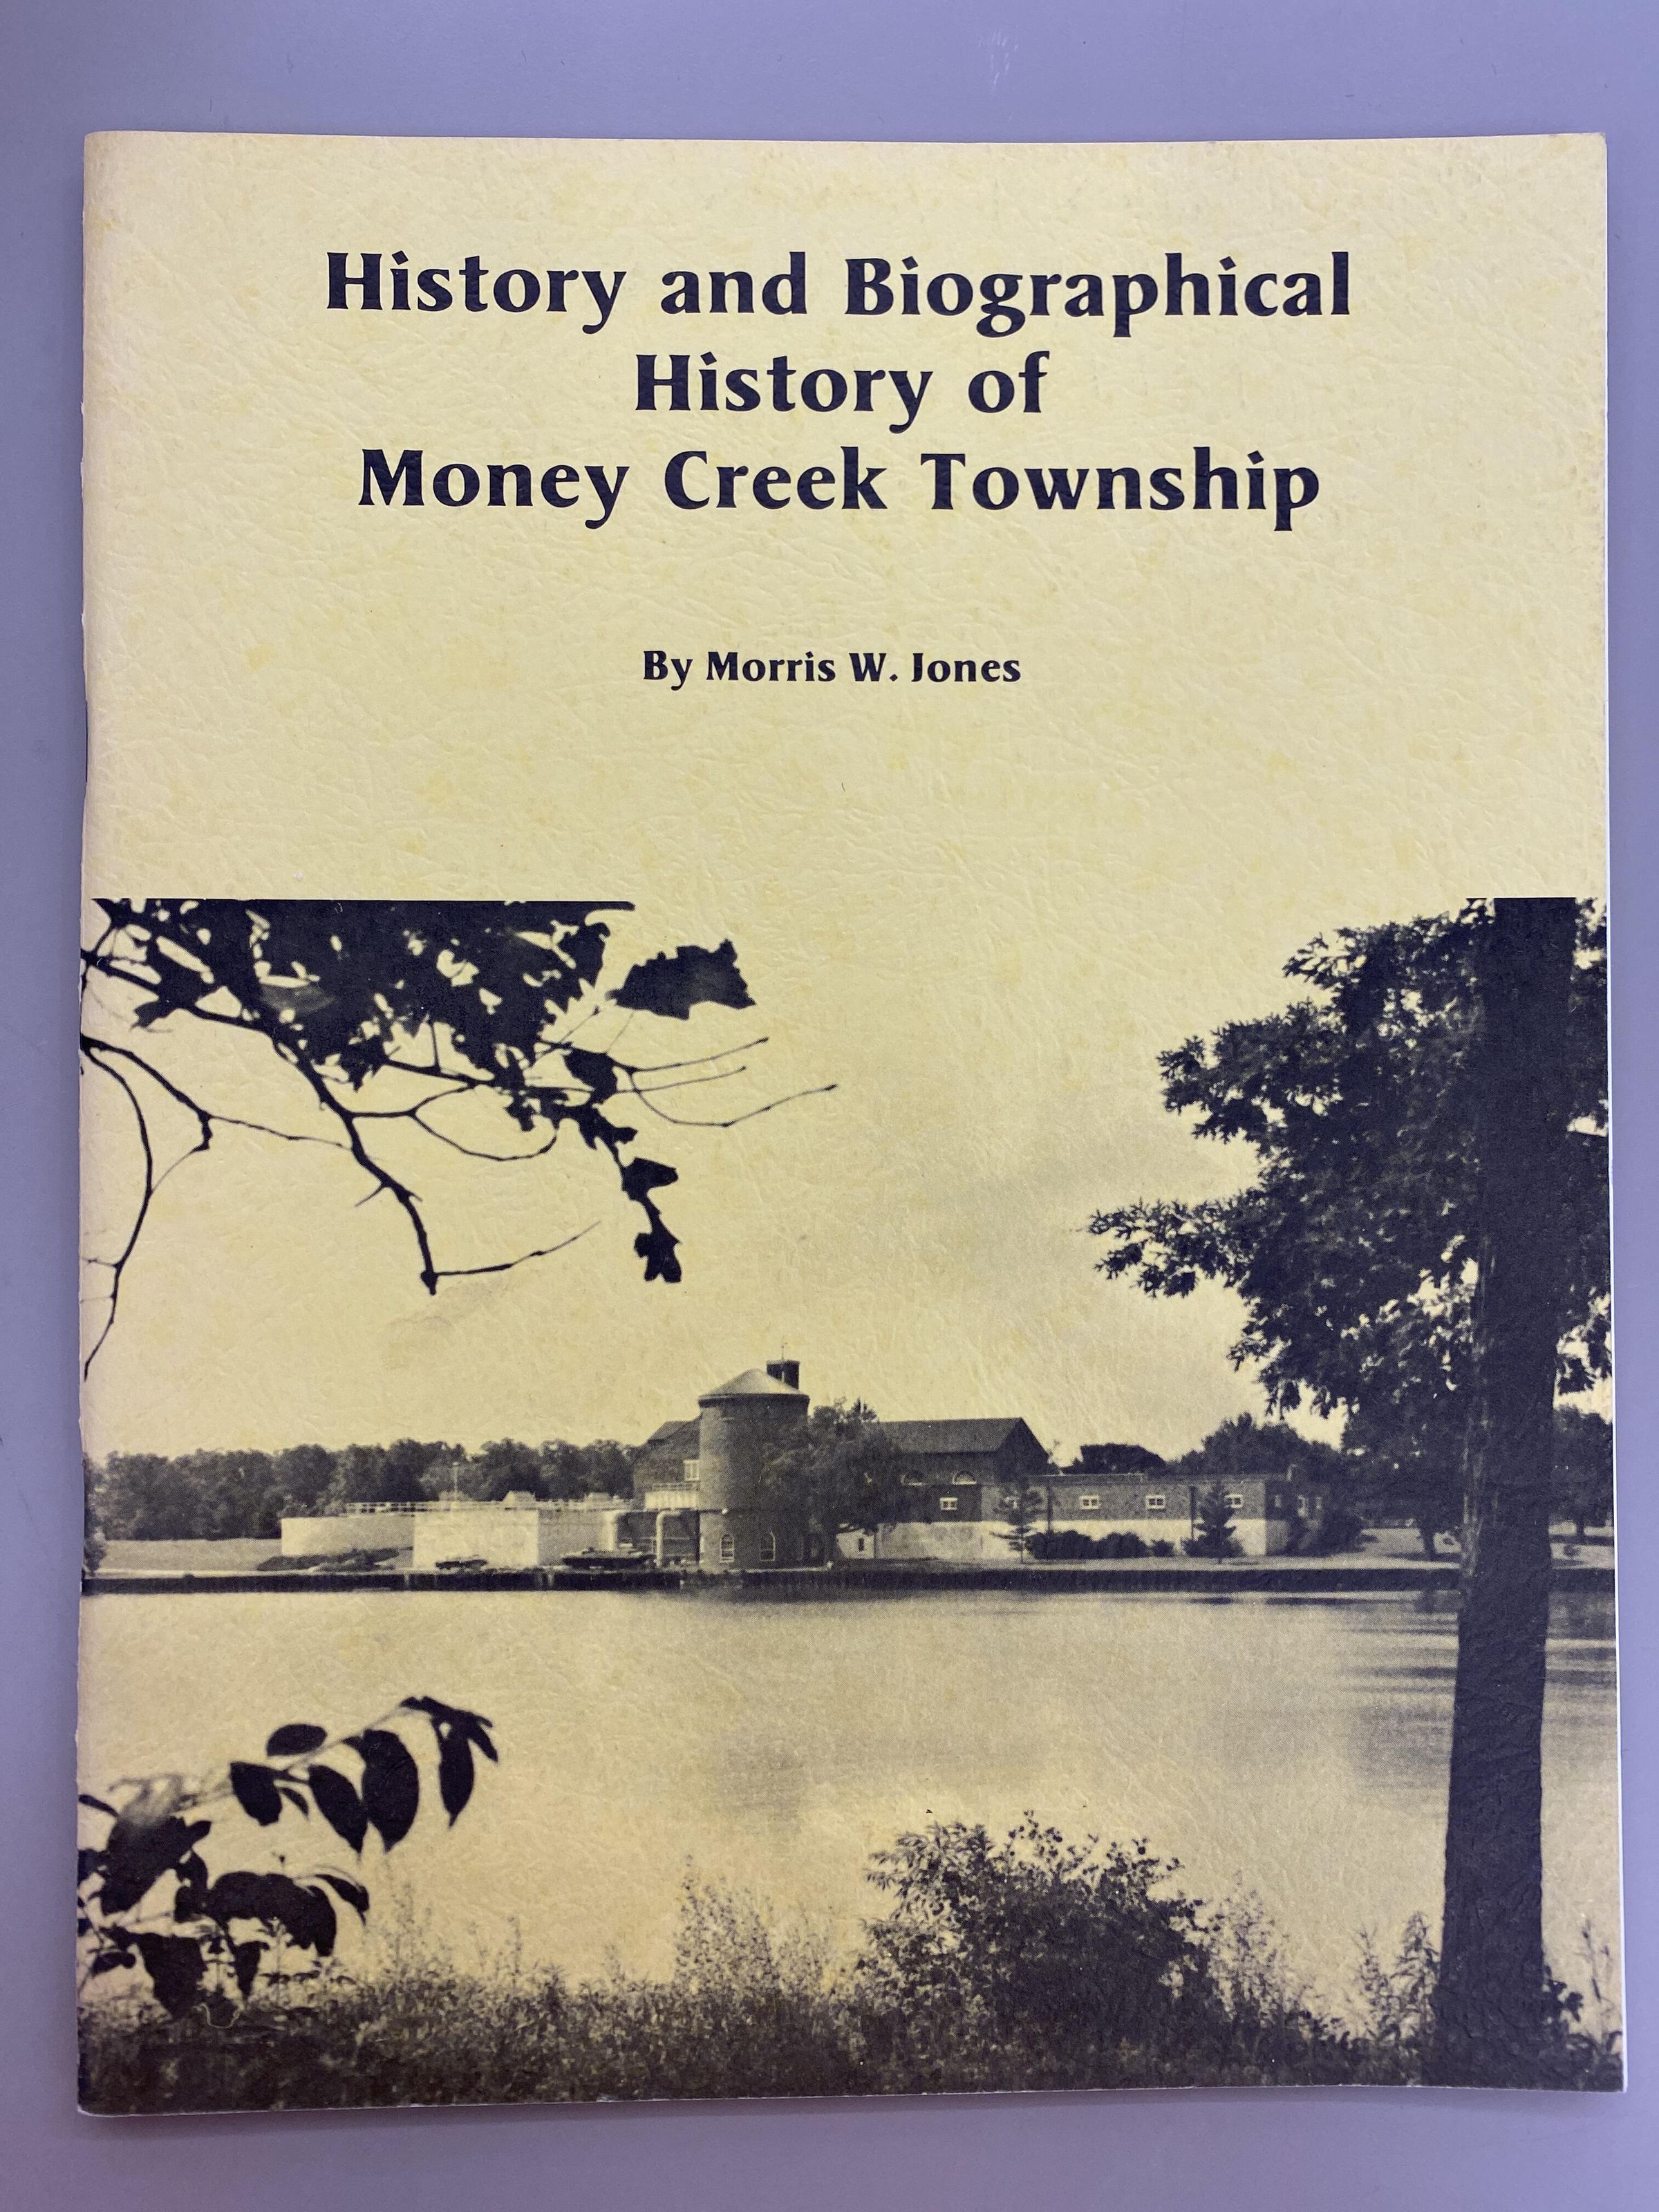 History and Biographical
History of
Money Creek Township
By Morris W. Jones